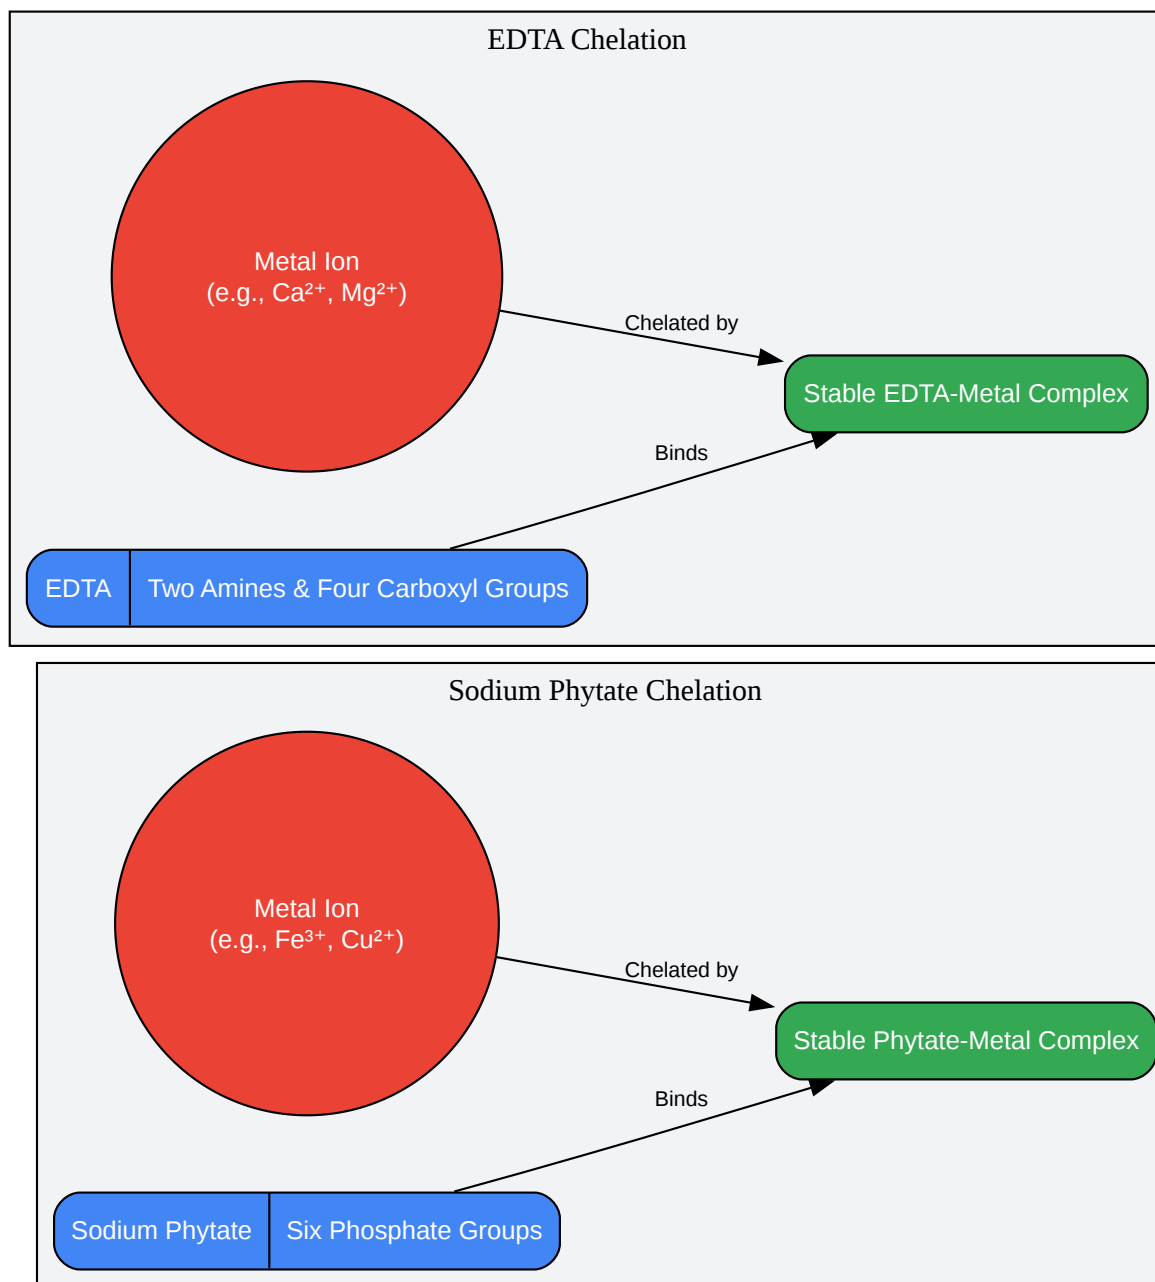 EDTA Chelation
Metal Ion
(e.g., Ca²⁺, Mg²⁺)
Chelated by
Stable EDTA-Metal Complex
Binds
EDTA
Two Amines & Four Carboxyl Groups
Sodium Phytate Chelation
Metal Ion
(e.g., Fe³⁺, Cu²⁺)
Chelated by
Stable Phytate-Metal Complex
Binds
Sodium Phytate
Six Phosphate Groups